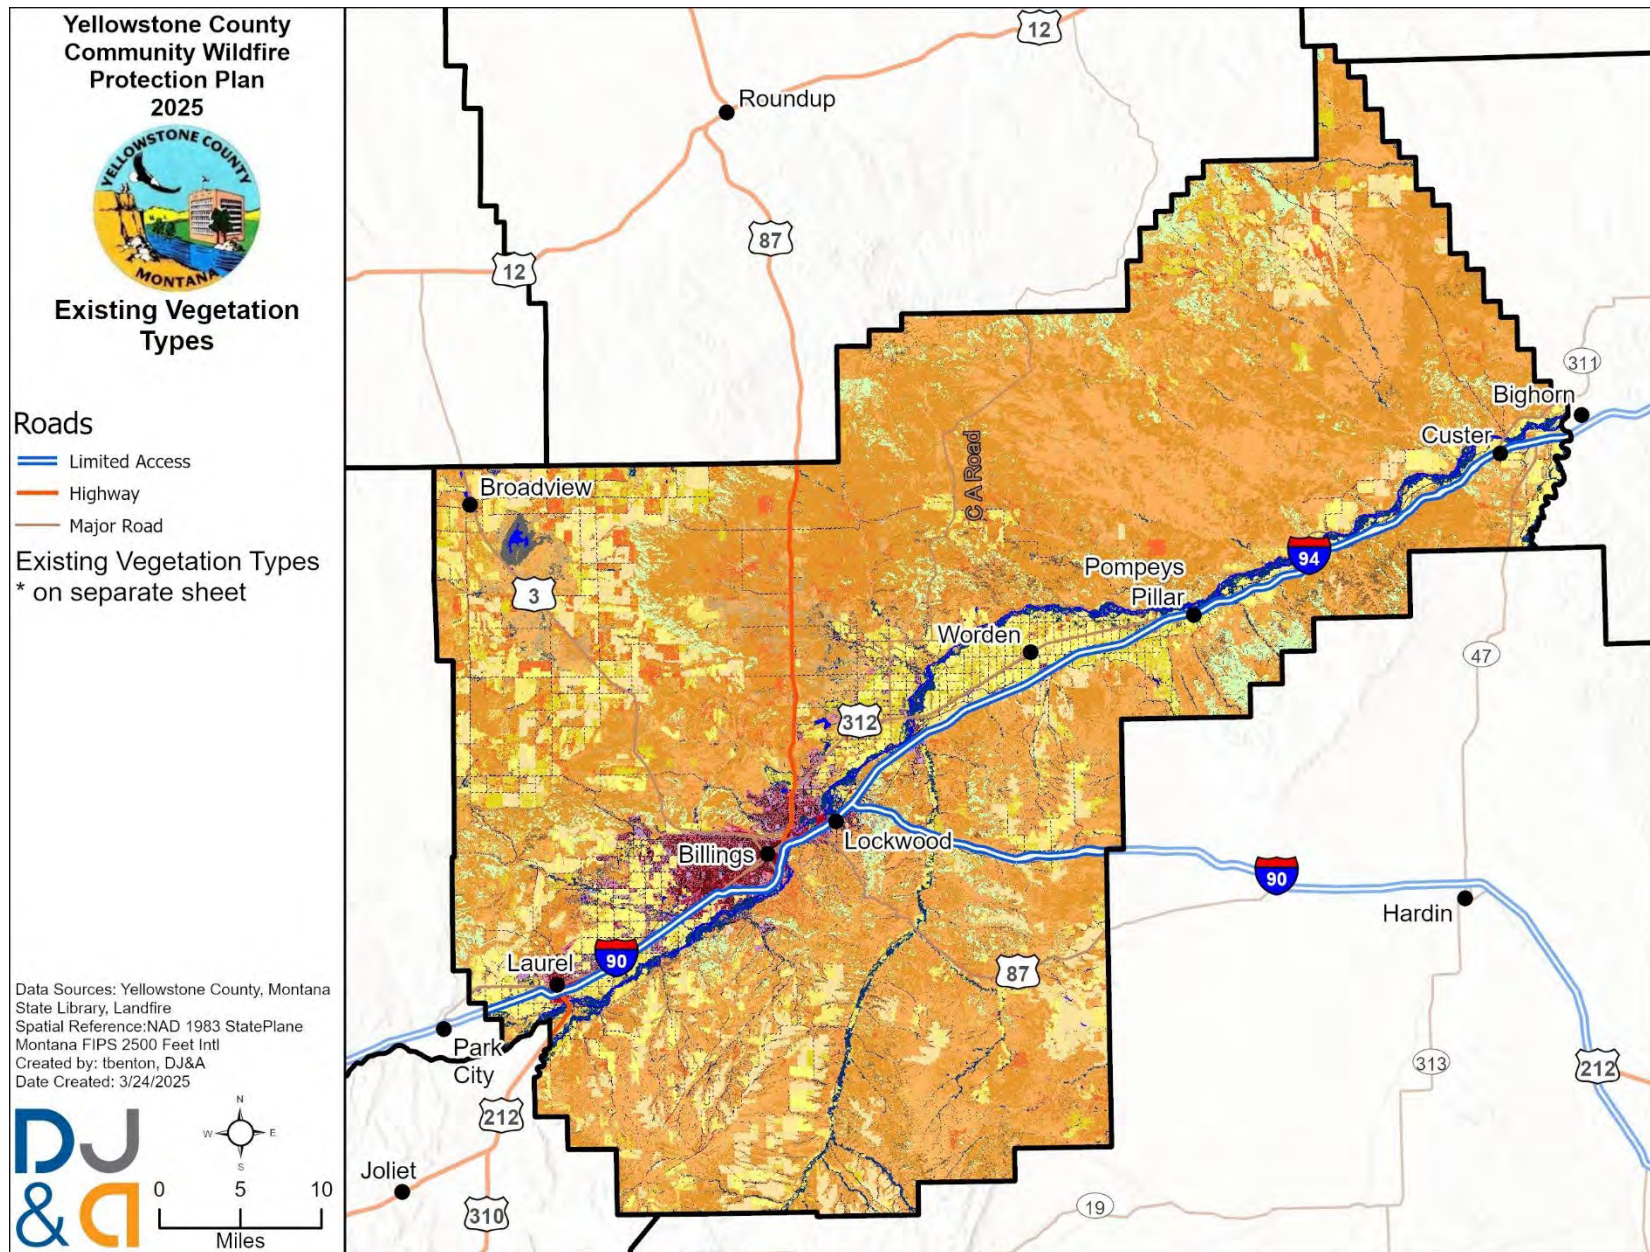 Yellowstone County
Community Wildfire
Protection Plan
2025
YELLOWSTONE COUNTY
MONTANA
Existing Vegetation
Types
Roads
Limited Access
Highway
Major Road
Existing Vegetation Types
* on separate sheet
Data Sources: Yellowstone County, Montana
State Library, Landfire
Spatial Reference:NAD 1983 StatePlane
Montana FIPS 2500 Feet Intl
Created by: tbenton, DJ&A
Date Created: 3/24/2025
DJ
&a
N
W E
S
0 5 10
Miles
12
Roundup
87
12
311
Bighorn
Custer
C A Road
Broadview
94
Pompeys
Pillar
3
Worden
47
312
Lockwood
Billings
90
Hardin
Laurel
90
87
Park
City
313
212
212
Joliet
310
19